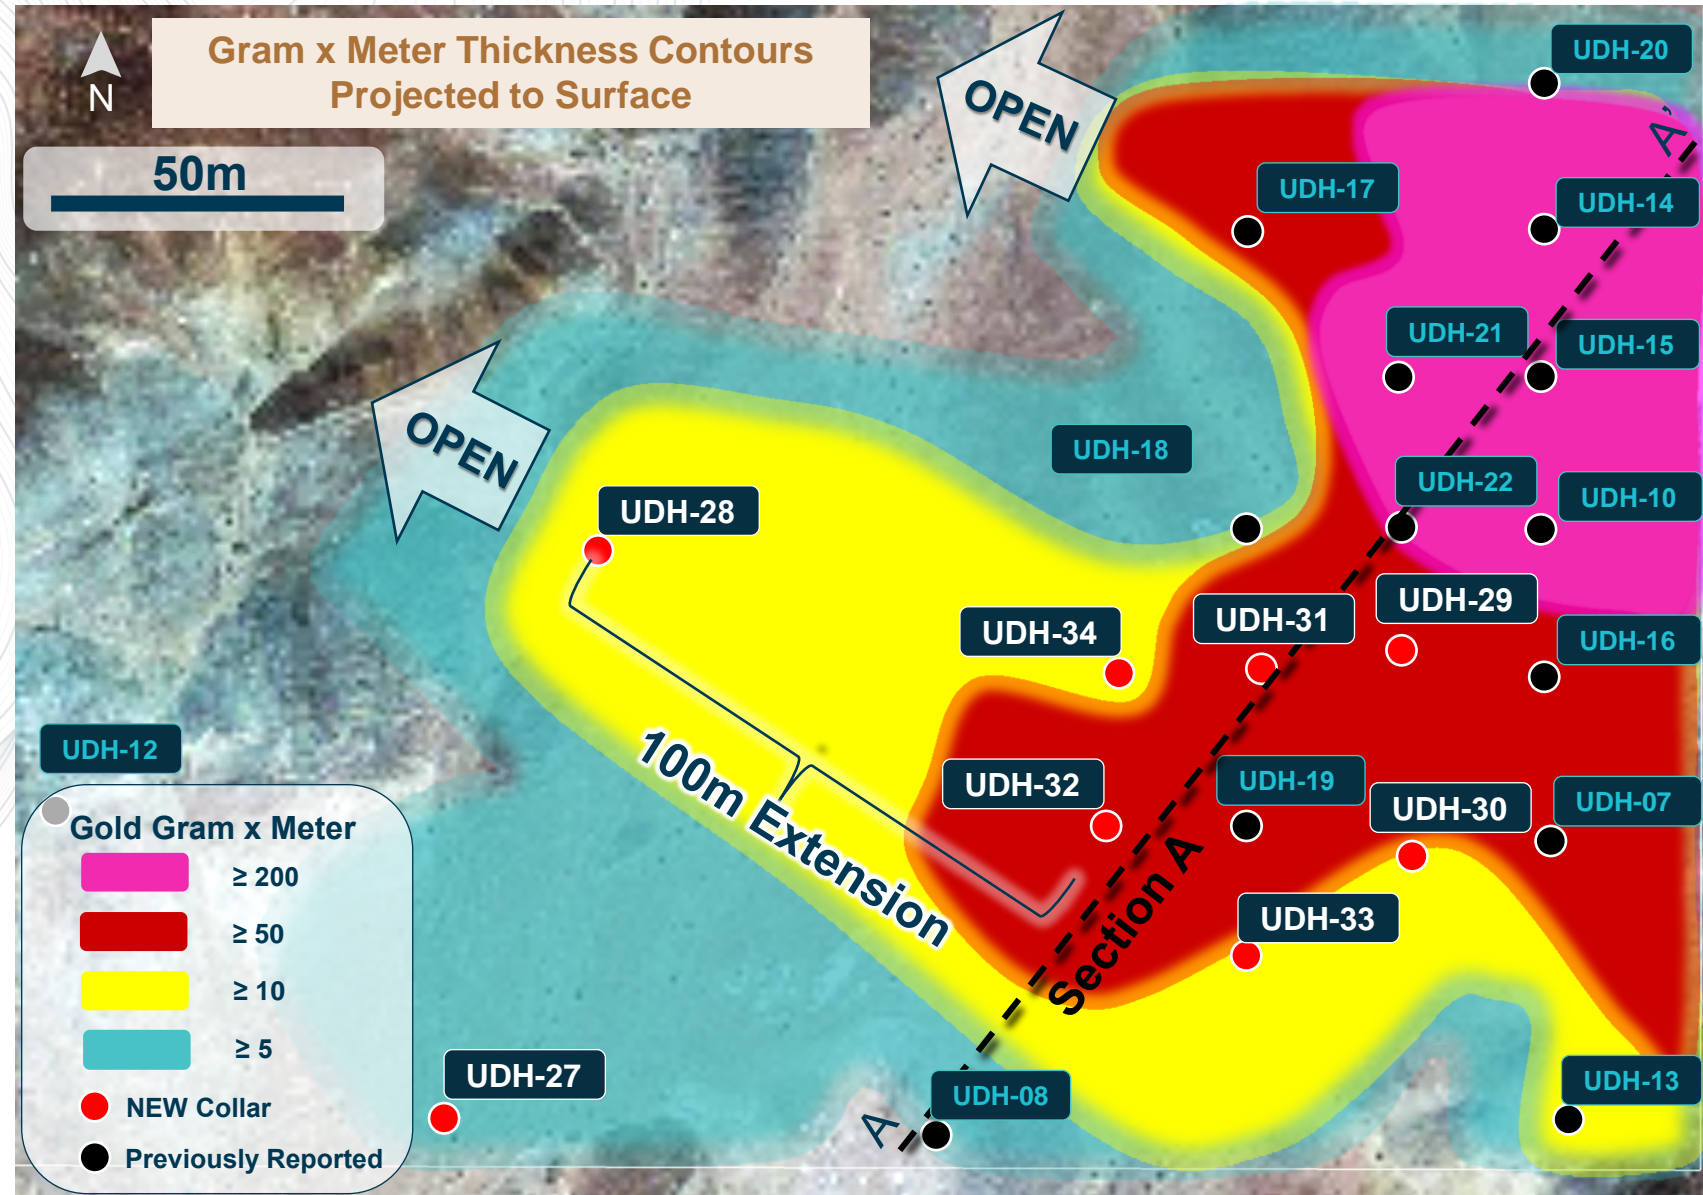 Gram x Meter Thickness Contours
Projected to Surface
N
50m
OPEN
OPEN
UDH-20
A'
UDH-17
UDH-14
UDH-21
UDH-15
UDH-18
UDH-22
UDH-10
UDH-28
UDH-34
UDH-31
UDH-29
UDH-16
UDH-12
UDH-32
UDH-19
UDH-30
UDH-07
100m Extension
Section A
UDH-33
UDH-27
UDH-08
UDH-13
A
Gold Gram x Meter
≥ 200
≥ 50
≥ 10
≥ 5
NEW Collar
Previously Reported